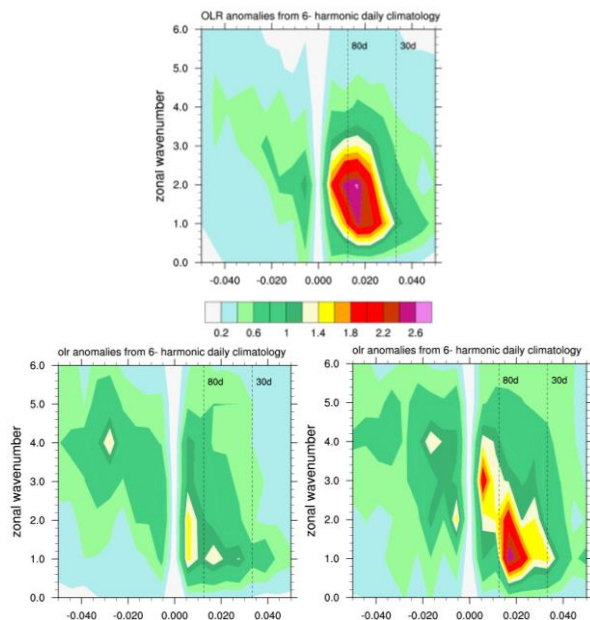 OLR anomalies from 6- harmonic daily climatology
6.0
80d
30d
5.0
4.0
zonal wavenumber
3.0
2.0
1.0
0.0
-0.040 -0.020 0.000 0.020 0.040
0.2 0.6 1 1.4 1.8 2.2 2.6
olr anomalies from 6- harmonic daily climatology
6.0
80d
30d
5.0
4.0
zonal wavenumber
3.0
2.0
1.0
0.0
-0.040 -0.020 0.000 0.020 0.040
olr anomalies from 6- harmonic daily climatology
6.0
80d
30d
5.0
4.0
zonal wavenumber
3.0
2.0
1.0
0.0
-0.040 -0.020 0.000 0.020 0.040